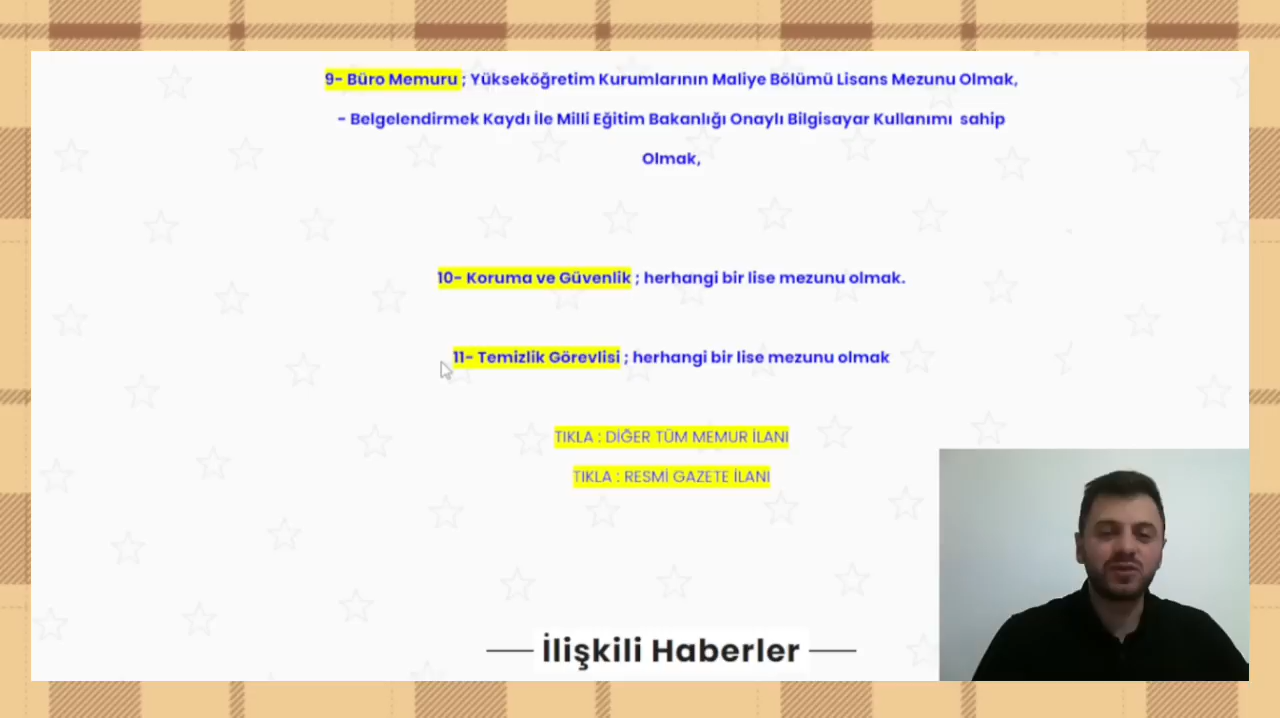 9- Büro Memuru ; Yükseköğretim Kurumlarının Maliye Bölümü Lisans Mezunu Olmak,
- Belgelendirmek Kaydı İle Milli Eğitim Bakanlığı Onaylı Bilgisayar Kullanımı sahip
Olmak,
10- Koruma ve Güvenlik ; herhangi bir lise mezunu olmak.
11- Temizlik Görevlisi ; herhangi bir lise mezunu olmak
TIKLA : DİĞER TÜM MEMUR İLANI
TIKLA : RESMİ GAZETE İLANI
İlişkili Haberler